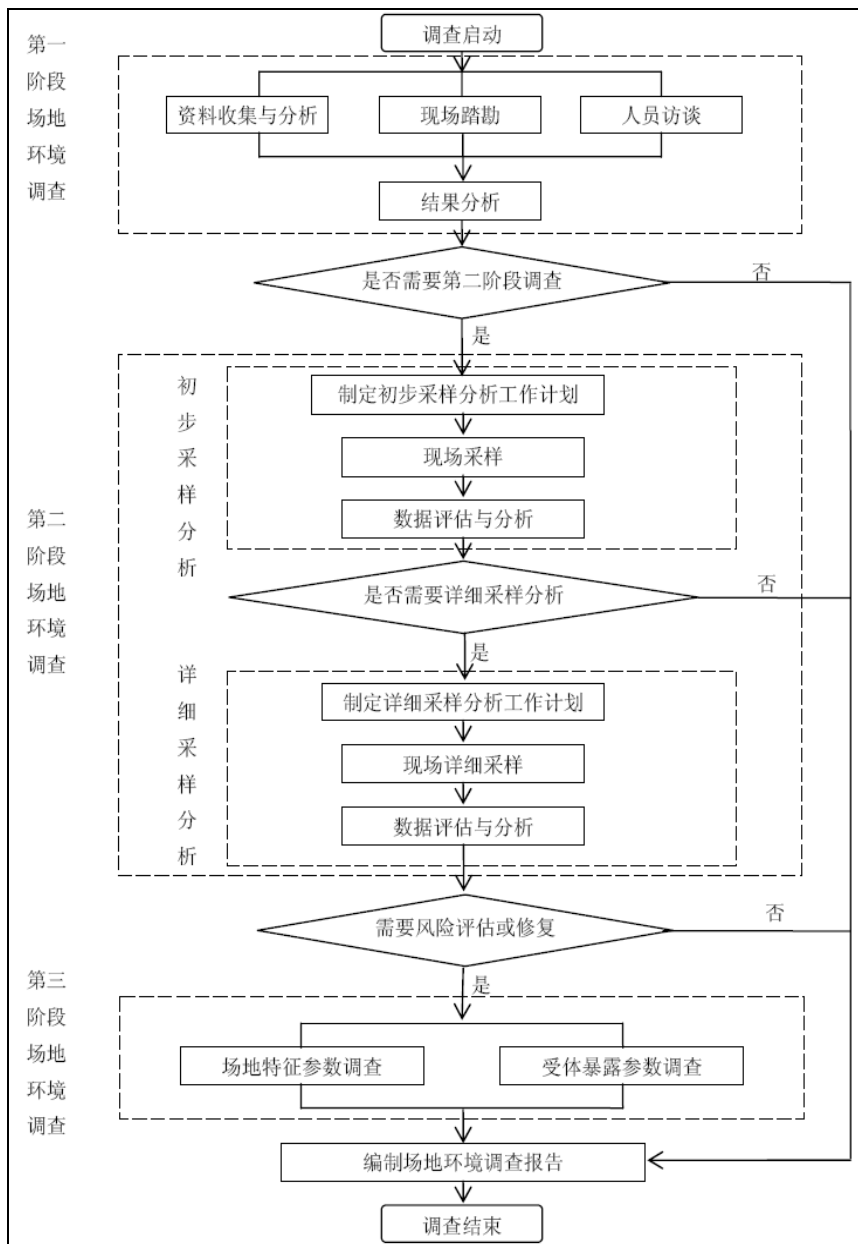 调查启动
第一
阶段
场地
环境
调查
资料收集与分析
现场踏勘
人员访谈
结果分析
是否需要第二阶段调查
否
是
第二
阶段
场地
环境
调查
初
步
采
样
分
析
制定初步采样分析工作计划
现场采样
数据评估与分析
是否需要详细采样分析
否
是
详
细
采
样
分
析
制定详细采样分析工作计划
现场详细采样
数据评估与分析
需要风险评估或修复
否
是
第三
阶段
场地
环境
调查
场地特征参数调查
受体暴露参数调查
编制场地环境调查报告
调查结束